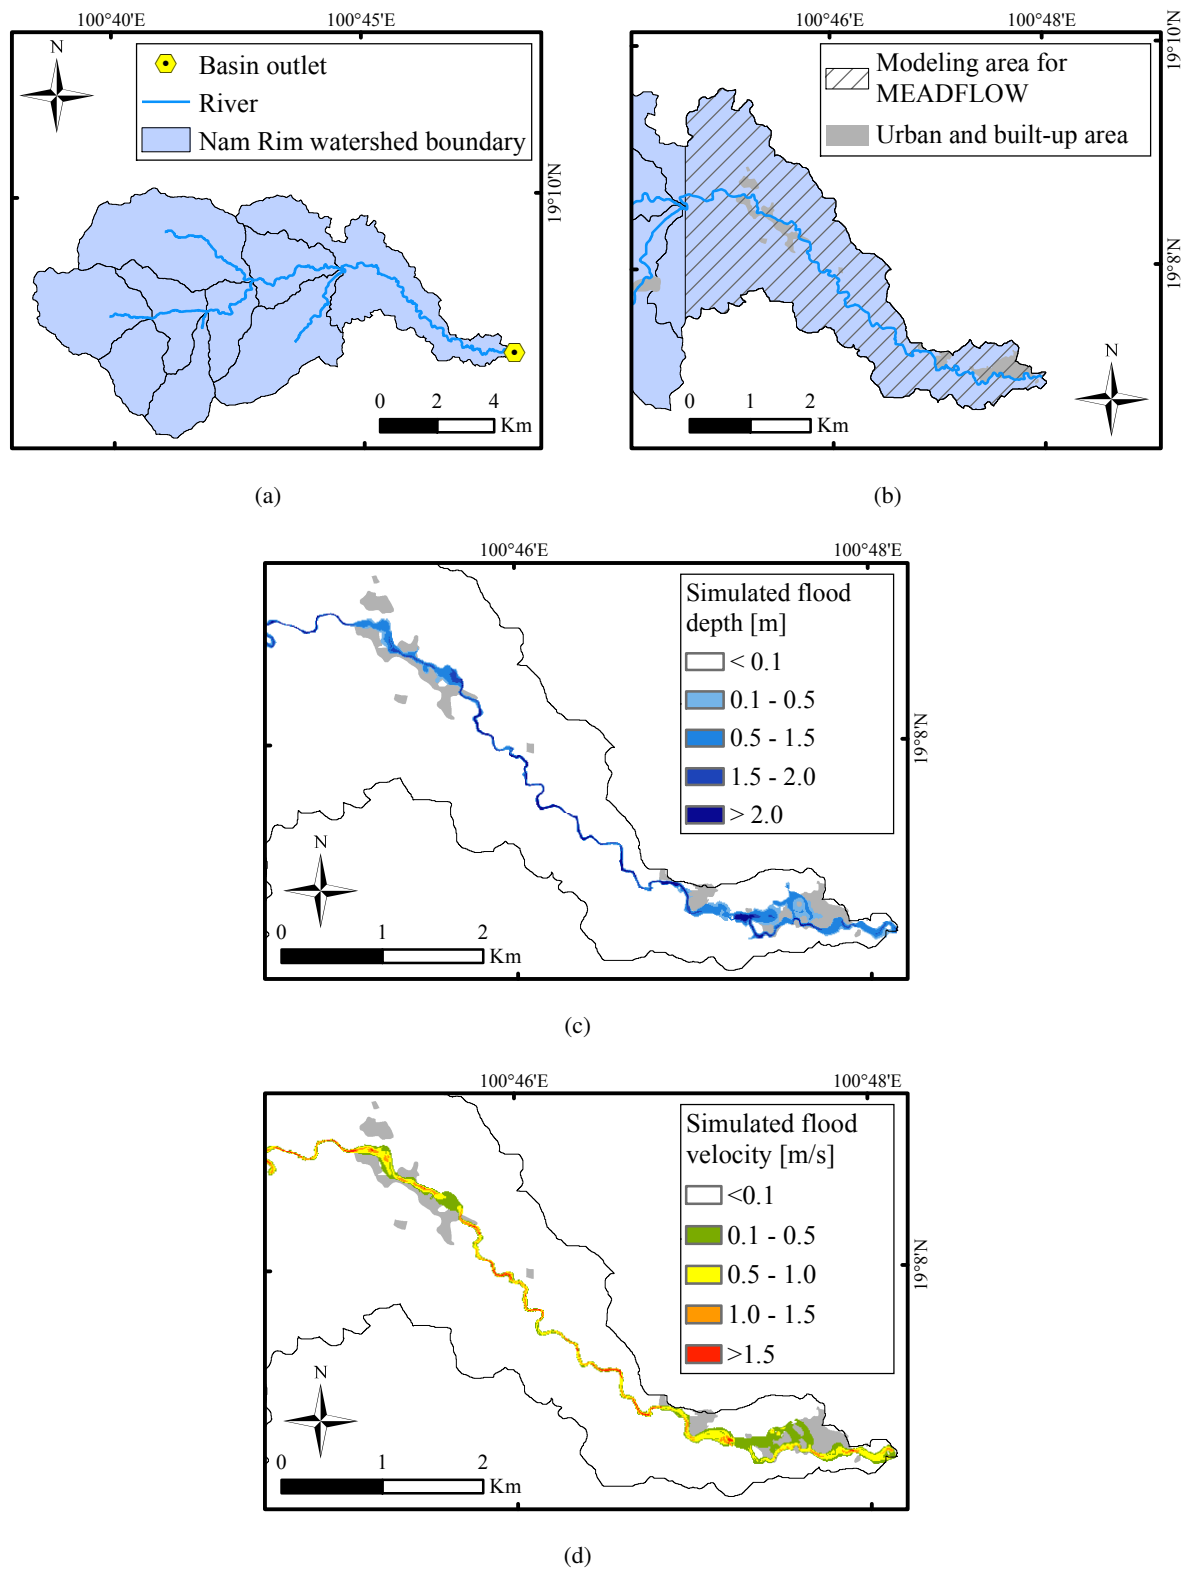 100°40'E 100°45'E
N
Basin outlet
River
Nam Rim watershed boundary
19°10'N
0 2 4
Km
(a)
100°46'E 100°48'E
19°10'N
Modeling area for
MEADFLOW
Urban and built-up area
19°8'N
N
0 1 2
Km
(b)
100°46'E 100°48'E
Simulated flood
depth [m]
< 0.1
0.1 - 0.5
0.5 - 1.5
1.5 - 2.0
> 2.0
19°8'N
N
0 1 2
Km
(c)
100°46'E 100°48'E
Simulated flood
velocity [m/s]
<0.1
0.1 - 0.5
0.5 - 1.0
1.0 - 1.5
>1.5
19°8'N
N
0 1 2
Km
(d)